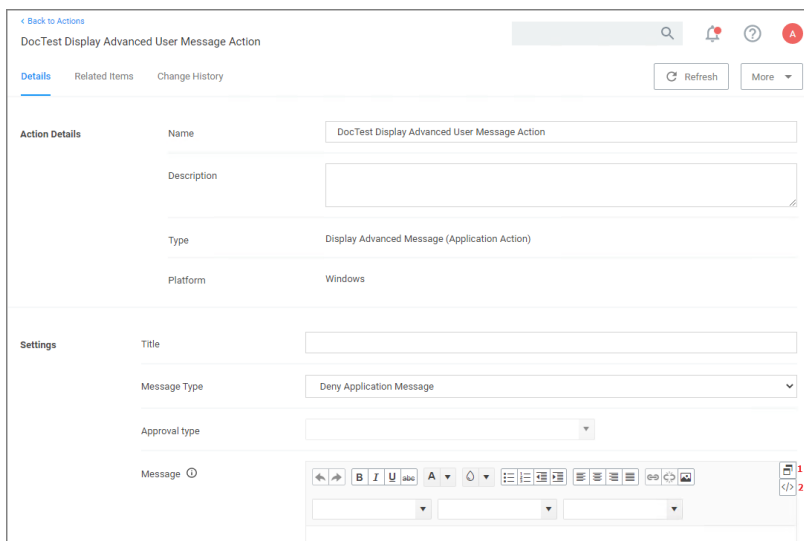 < Back to Actions
DocTest Display Advanced User Message Action
A
Details Related Items Change History
Refresh More
Action Details
Name DocTest Display Advanced User Message Action
Description
Type Display Advanced Message (Application Action)
Platform Windows
Settings
Title
Message Type Deny Application Message
Approval type
Message
B I U abc A
1
</> 2